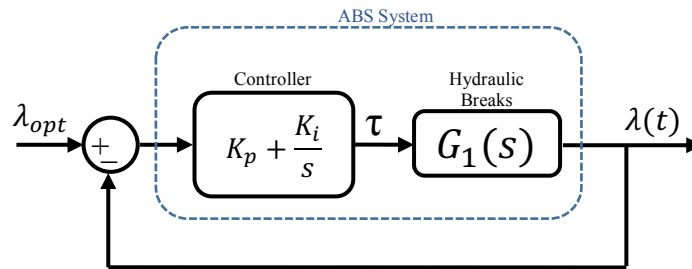 ABS System
Controller
Hydraulic
Breaks
λ_opt
+
−
K_p + K_i/s
τ
G_1(s)
λ(t)